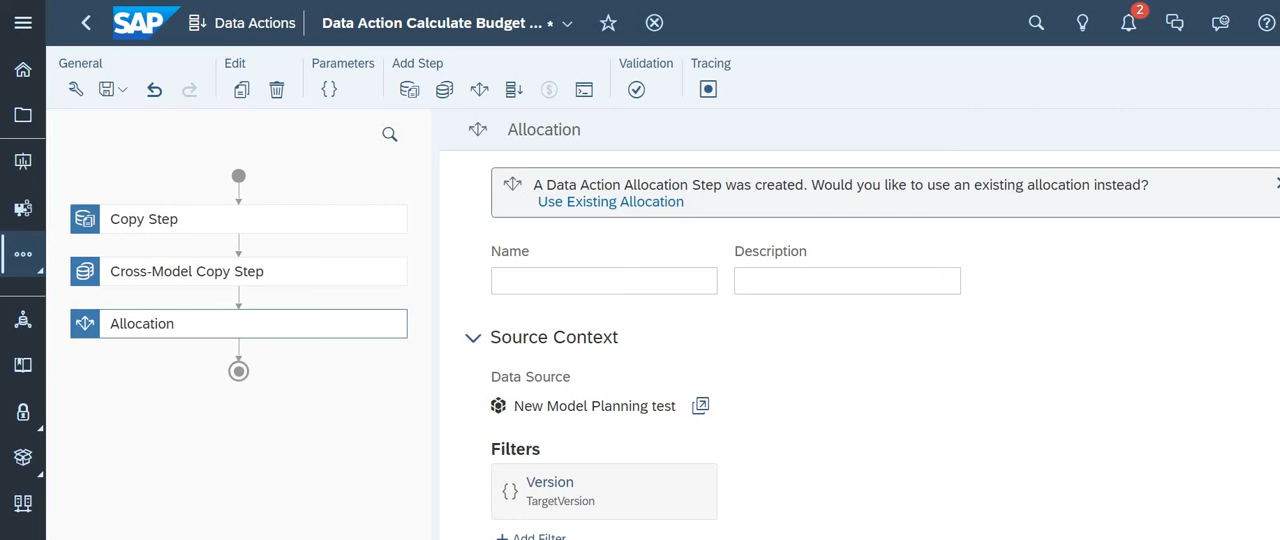 SAP Data Actions Data Action Calculate Budget ... *
2
General Edit Parameters Add Step Validation Tracing
Allocation
A Data Action Allocation Step was created. Would you like to use an existing allocation instead?
Use Existing Allocation
Copy Step
Cross-Model Copy Step
Allocation
Name Description
Source Context
Data Source
New Model Planning test
Filters
Version
TargetVersion
+ Add Filter